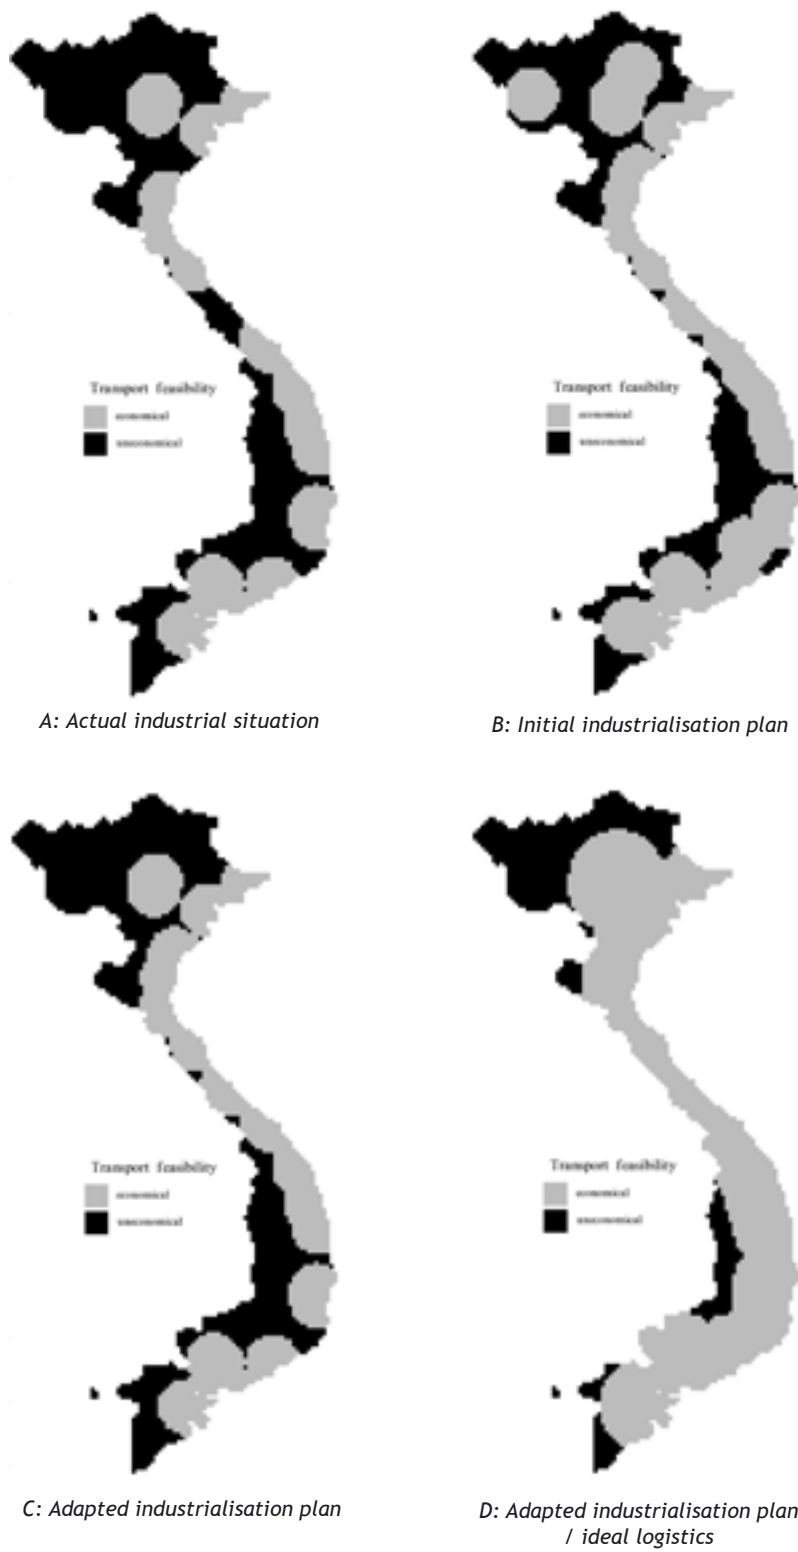 Transport feasibility
economical
uneconomical
A: Actual industrial situation
Transport feasibility
economical
uneconomical
B: Initial industrialisation plan
Transport feasibility
economical
uneconomical
C: Adapted industrialisation plan
Transport feasibility
economical
uneconomical
D: Adapted industrialisation plan
/ ideal logistics